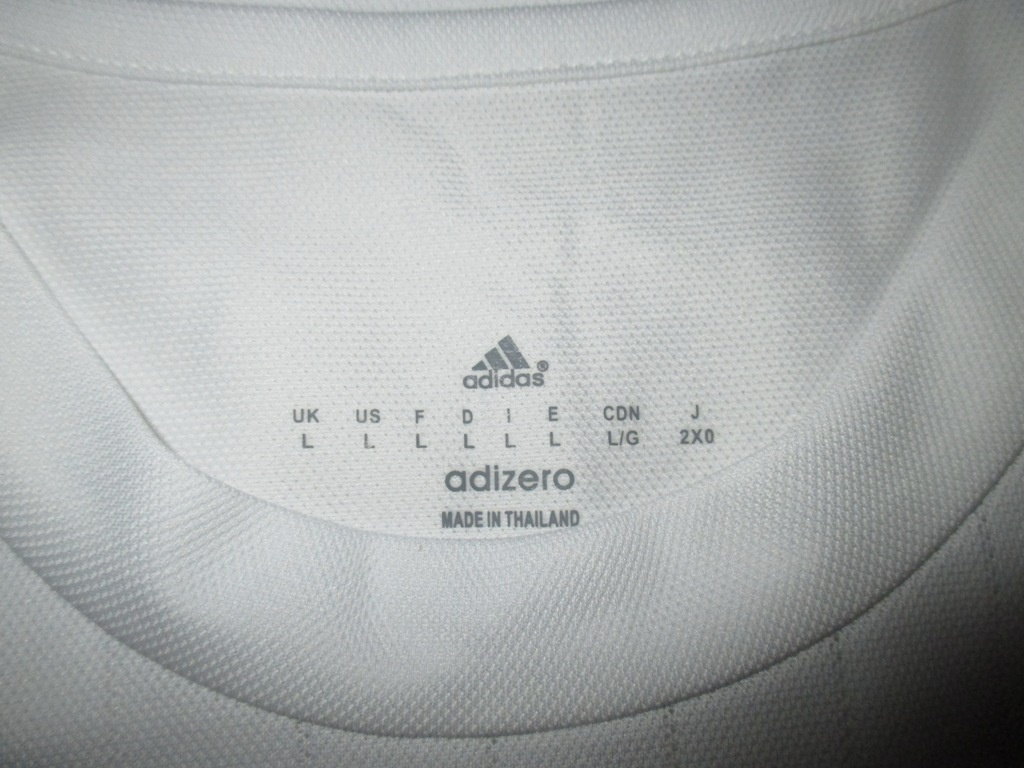 adidas®
UK US F D I E CDN J
L L L L L L L/G 2X0
adizero
MADE IN THAILAND